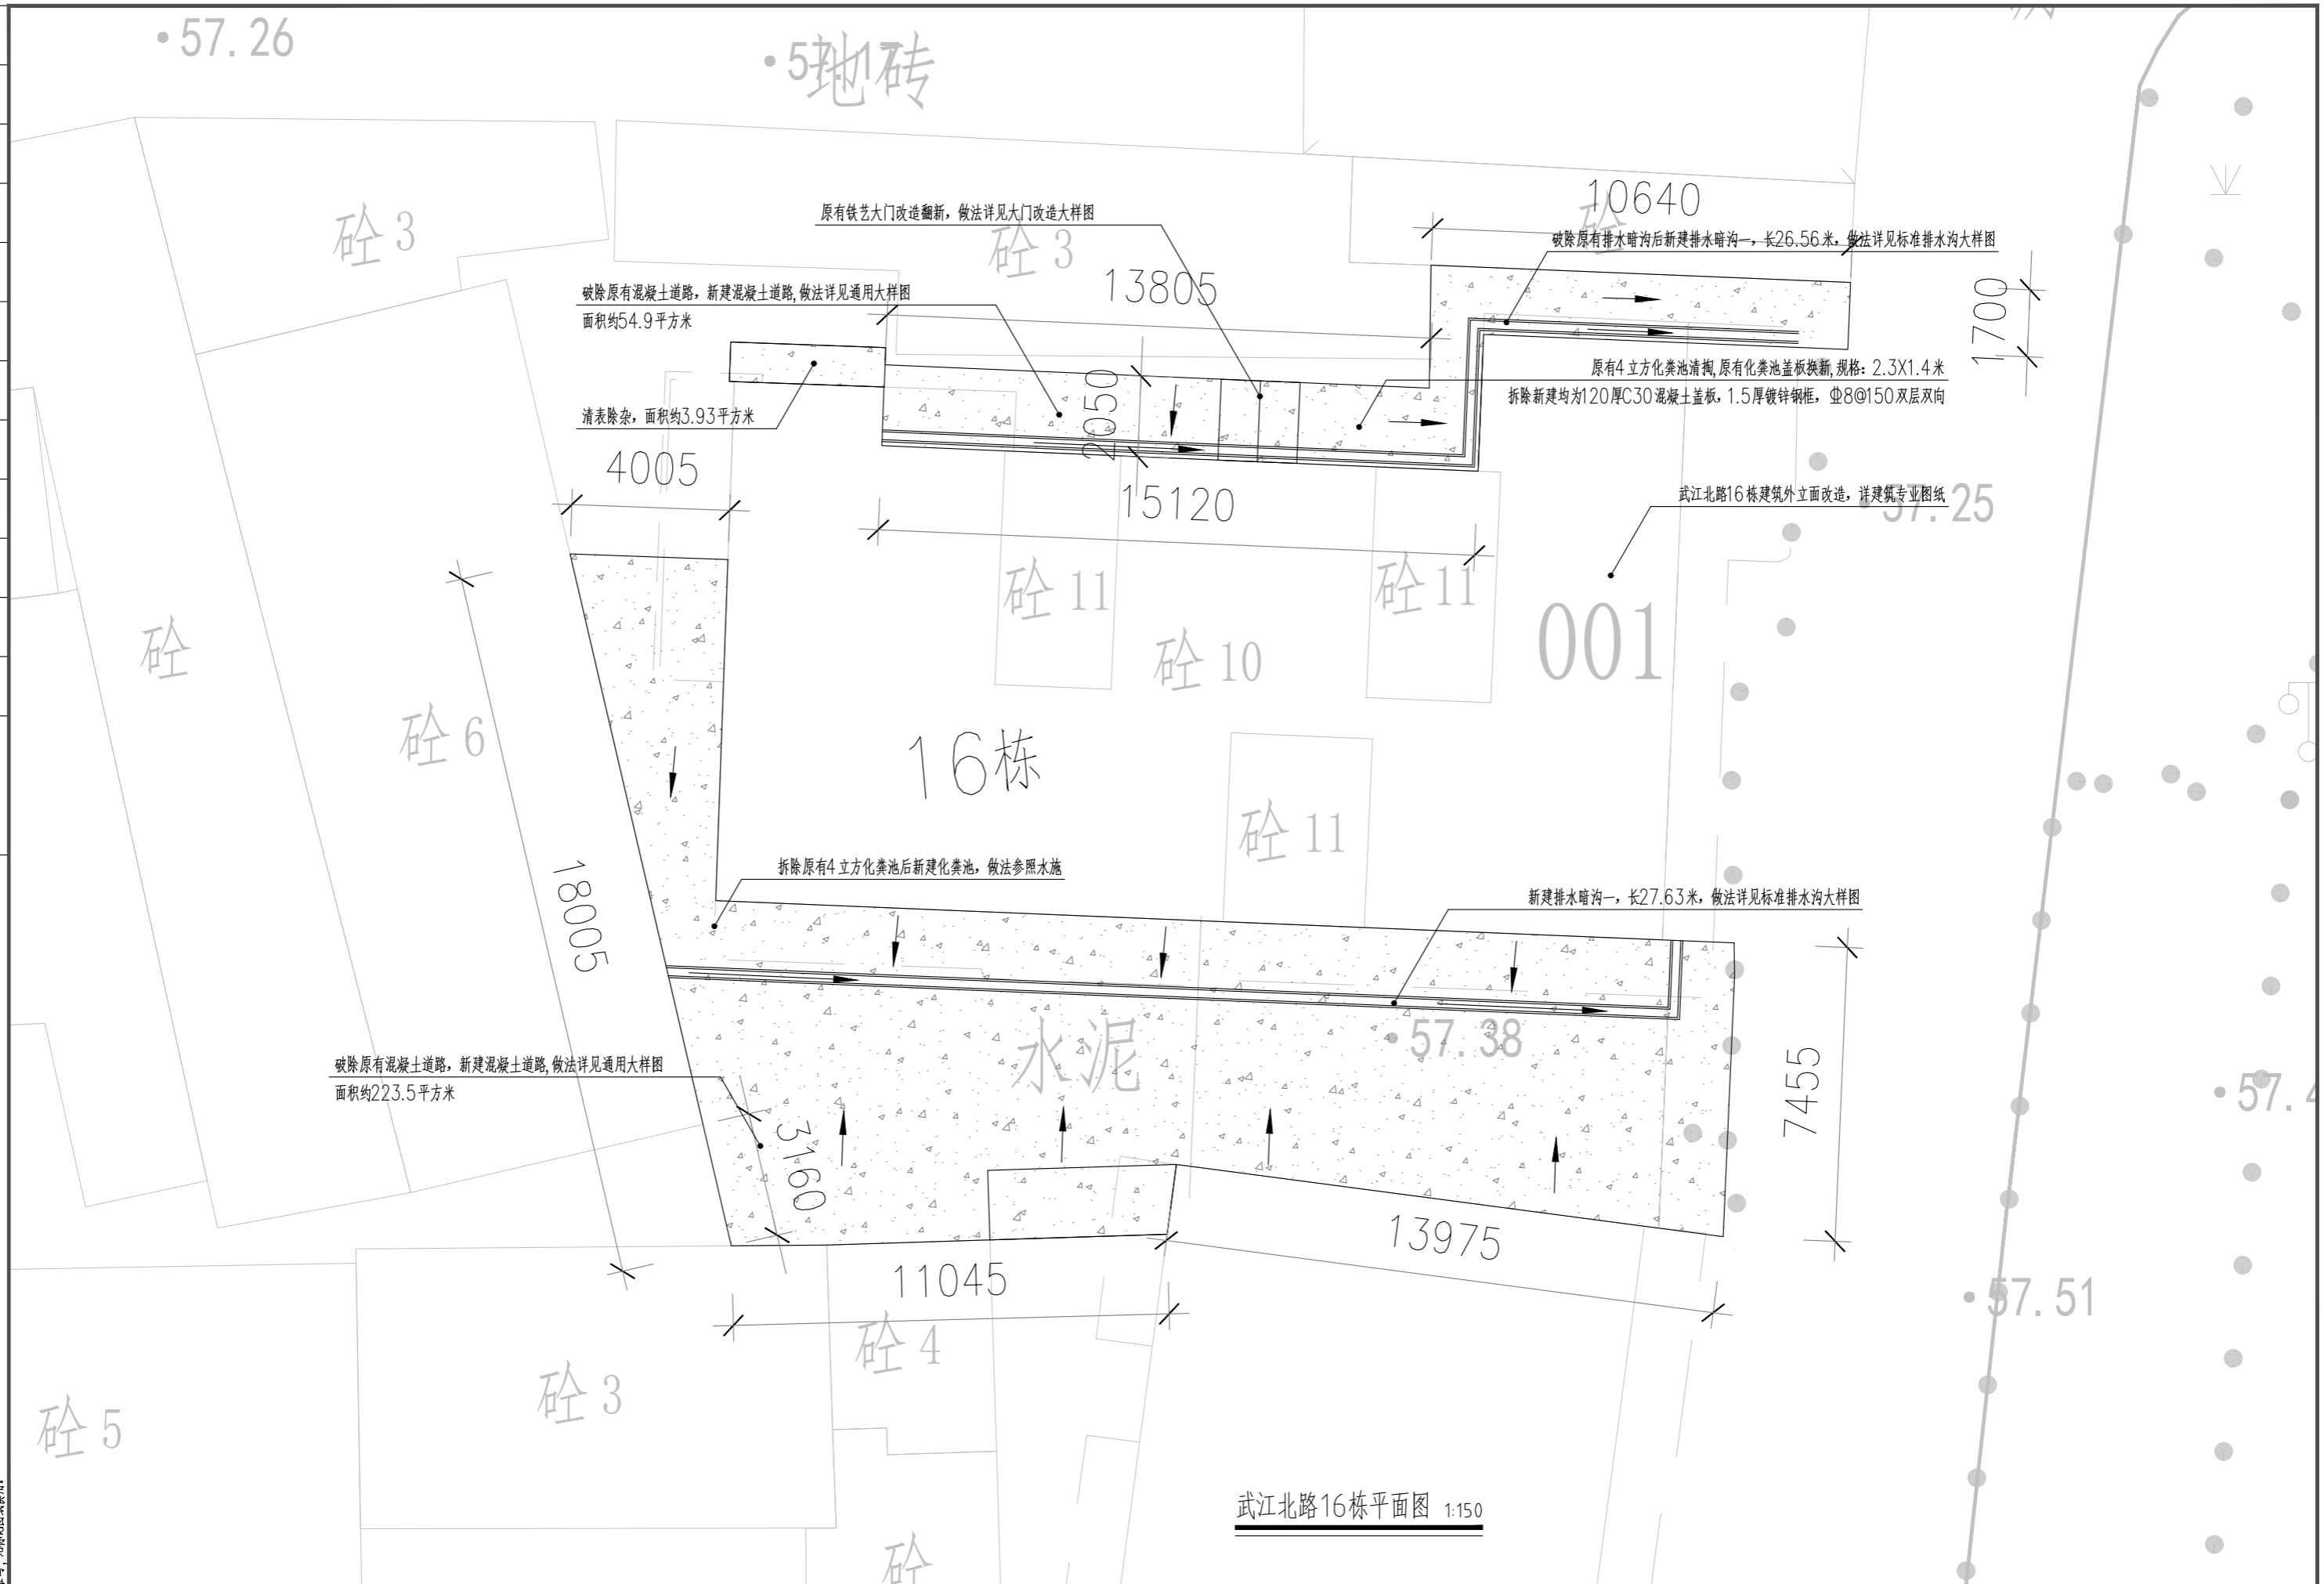 57.26
57.17
地砖
砼3
原有铁艺大门改造翻新，做法详见大门改造大样图
砼3
10640
砼
破除原有排水暗沟后新建排水暗沟一，长26.56米，做法详见标准排水沟大样图
13805
破除原有混凝土道路，新建混凝土道路,做法详见通用大样图
面积约54.9平方米
1700
原有4立方化粪池清掏,原有化粪池盖板换新,规格：2.3X1.4米
拆除新建均为120厚C30混凝土盖板，1.5厚镀锌钢框，⌀8@150双层双向
2050
清表除杂，面积约3.93平方米
4005
15120
武江北路16栋建筑外立面改造，详建筑专业图纸
57.25
砼11
砼11
001
砼
砼10
砼6
16栋
砼11
拆除原有4立方化粪池后新建化粪池，做法参照水施
18005
新建排水暗沟一，长27.63米，做法详见标准排水沟大样图
水泥
57.38
破除原有混凝土道路，新建混凝土道路,做法详见通用大样图
面积约223.5平方米
7455
57.4
3160
13975
11045
57.51
砼4
砼3
砼5
武江北路16栋平面图 1:150
砼